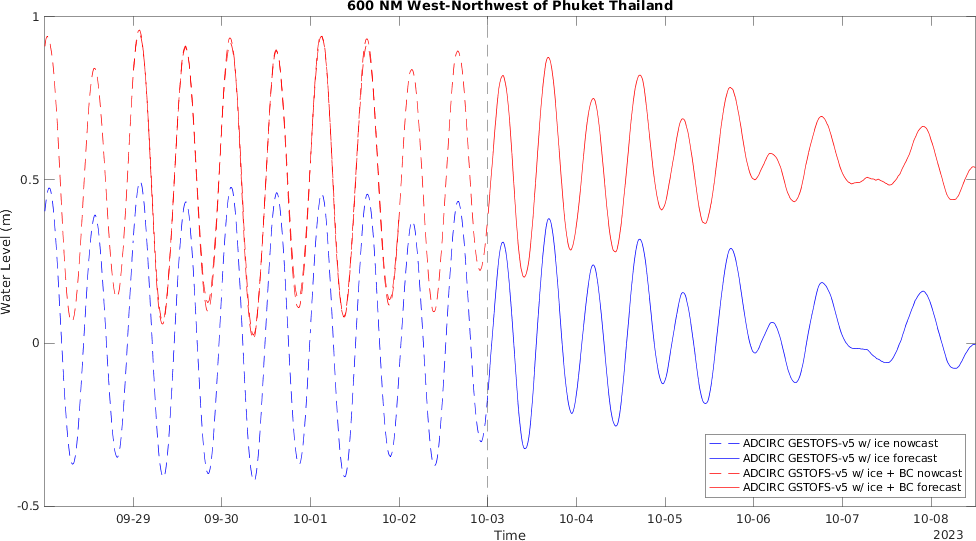 600 NM West-Northwest of Phuket Thailand
1
0.5
0
-0.5
Water Level (m)
09-29 09-30 10-01 10-02 10-03 10-04 10-05 10-06 10-07 10-08
Time
2023
ADCIRC GESTOFS-v5 w/ ice nowcast
ADCIRC GESTOFS-v5 w/ ice forecast
ADCIRC GSTOFS-v5 w/ ice + BC nowcast
ADCIRC GSTOFS-v5 w/ ice + BC forecast